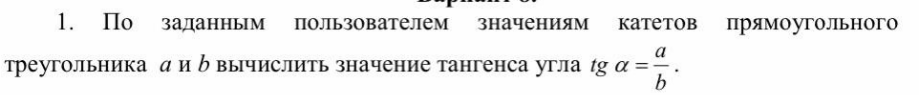 1. По заданным пользователем значениям катетов прямоугольного
треугольника a и b вычислить значение тангенса угла tg α = a/b.